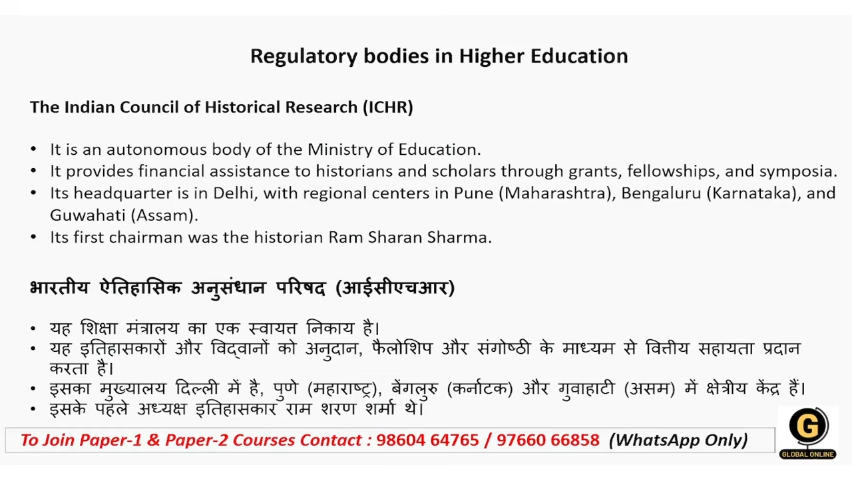 Regulatory bodies in Higher Education
The Indian Council of Historical Research (ICHR)
• It is an autonomous body of the Ministry of Education.
• It provides financial assistance to historians and scholars through grants, fellowships, and symposia.
• Its headquarter is in Delhi, with regional centers in Pune (Maharashtra), Bengaluru (Karnataka), and
Guwahati (Assam).
• Its first chairman was the historian Ram Sharan Sharma.
भारतीय ऐतिहासिक अनुसंधान परिषद (आईसीएचआर)
• यह शिक्षा मंत्रालय का एक स्वायत्त निकाय है।
• यह इतिहासकारों और विद्वानों को अनुदान, फैलोशिप और संगोष्ठी के माध्यम से वित्तीय सहायता प्रदान
करता है।
• इसका मुख्यालय दिल्ली में है, पुणे (महाराष्ट्र), बेंगलुरु (कर्नाटक) और गुवाहाटी (असम) में क्षेत्रीय केंद्र हैं।
• इसके पहले अध्यक्ष इतिहासकार राम शरण शर्मा थे।
To Join Paper-1 & Paper-2 Courses Contact : 98604 64765 / 97660 66858 (WhatsApp Only)
G
GLOBAL ONLINE